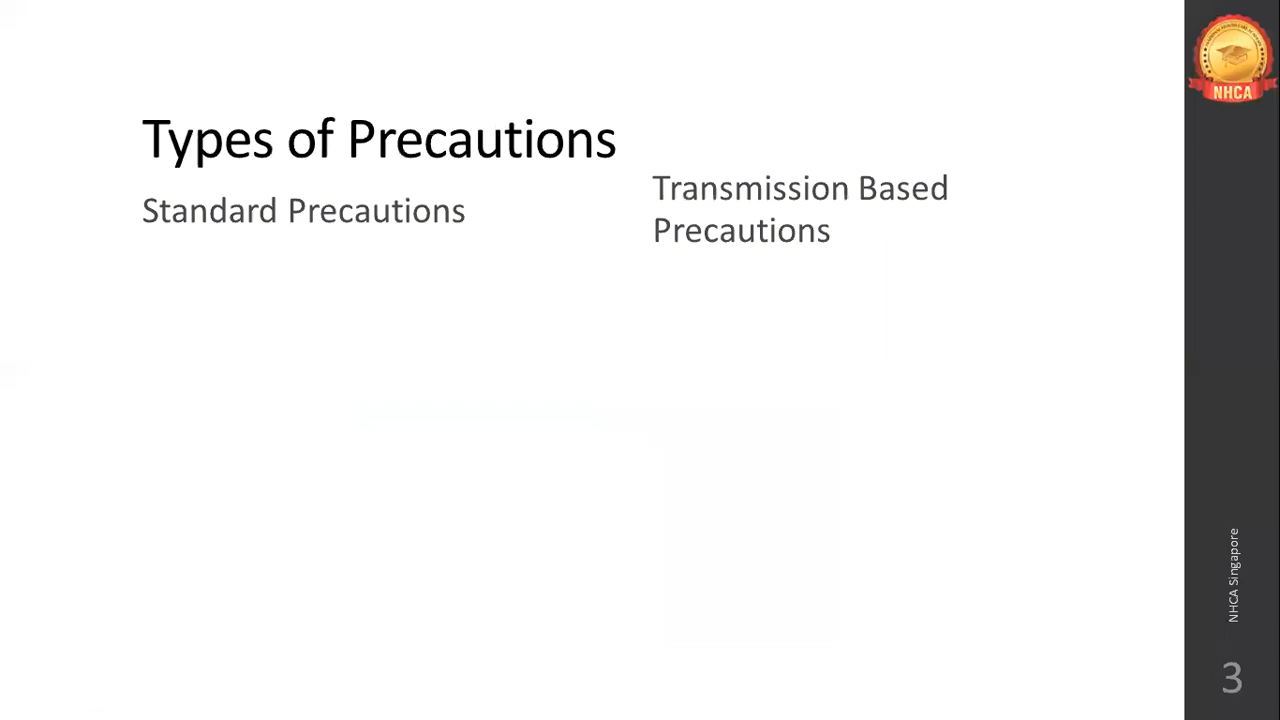 Types of Precautions
Standard Precautions
Transmission Based
Precautions
NHCA
NHCA Singapore
3